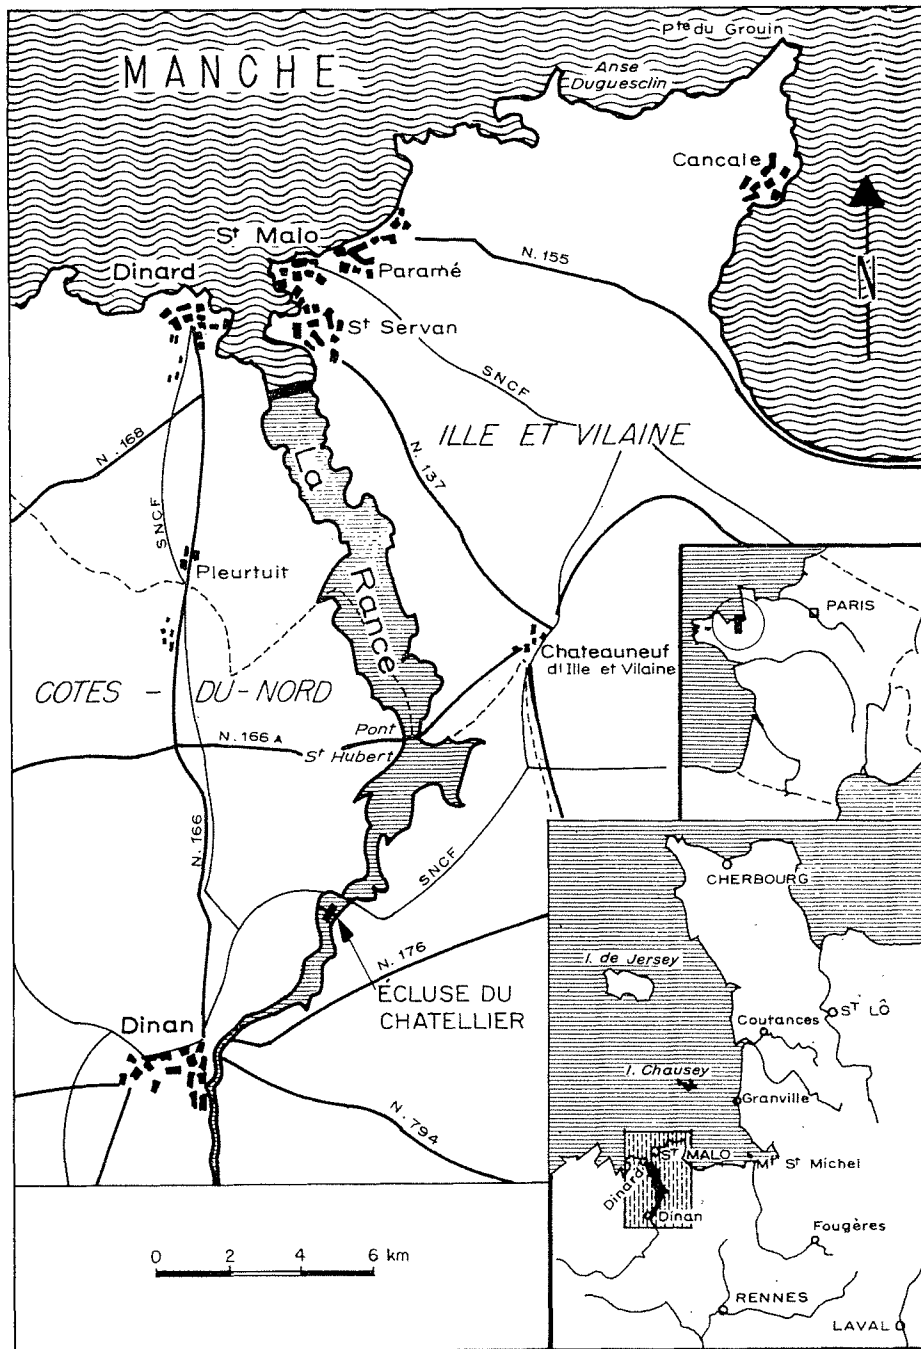 Pte du Grouin
MANCHE
Anse
Duguesclin
Cancale
St Malo
Paramé
N. 155
Dinard
N
St Servan
SNCF
ILLE ET VILAINE
N. 168
N. 137
La
Rance
SNCF
Pleurtuit
PARIS
Chateauneuf
d'Ille et Vilaine
COTES - DU-NORD
Pont
St Hubert
N. 166 A
N. 166
SNCF
CHERBOURG
N. 176
I. de Jersey
ÉCLUSE DU
CHATELLIER
St LÔ
Coutances
Dinan
I. Chausey
Granville
N. 794
St MALO
Mt St Michel
Dinard
Dinan
Fougères
0 2 4 6 km
RENNES
LAVAL